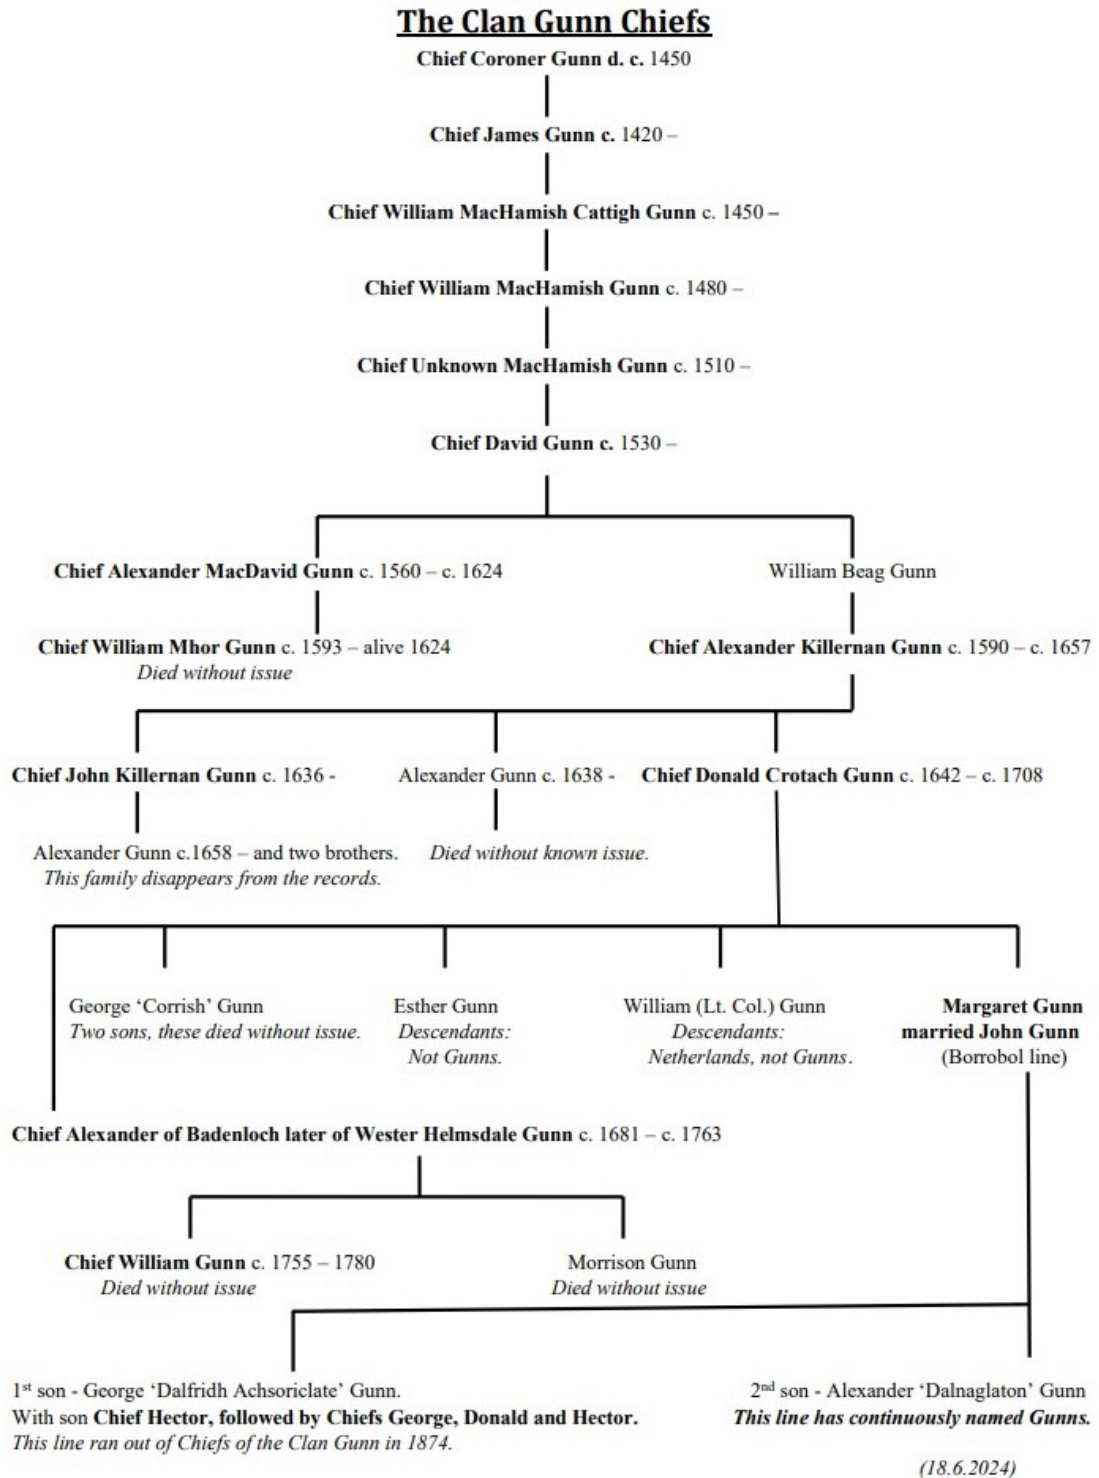 The Clan Gunn Chiefs
Chief Coroner Gunn d. c. 1450
Chief James Gunn c. 1420 –
Chief William MacHamish Cattigh Gunn c. 1450 –
Chief William MacHamish Gunn c. 1480 –
Chief Unknown MacHamish Gunn c. 1510 –
Chief David Gunn c. 1530 –
Chief Alexander MacDavid Gunn c. 1560 – c. 1624
William Beag Gunn
Chief William Mhor Gunn c. 1593 – alive 1624
Died without issue
Chief Alexander Killernan Gunn c. 1590 – c. 1657
Chief John Killernan Gunn c. 1636 -
Alexander Gunn c. 1638 -
Chief Donald Crotach Gunn c. 1642 – c. 1708
Alexander Gunn c.1658 – and two brothers.
This family disappears from the records.
Died without known issue.
George ‘Corrish’ Gunn
Two sons, these died without issue.
Esther Gunn
Descendants:
Not Gunns.
William (Lt. Col.) Gunn
Descendants:
Netherlands, not Gunns.
Margaret Gunn
married John Gunn
(Borrobol line)
Chief Alexander of Badenloch later of Wester Helmsdale Gunn c. 1681 – c. 1763
Chief William Gunn c. 1755 – 1780
Died without issue
Morrison Gunn
Died without issue
1st son - George ‘Dalfridh Achsoriclate’ Gunn.
With son Chief Hector, followed by Chiefs George, Donald and Hector.
This line ran out of Chiefs of the Clan Gunn in 1874.
2nd son - Alexander ‘Dalnaglaton’ Gunn
This line has continuously named Gunns.
(18.6.2024)